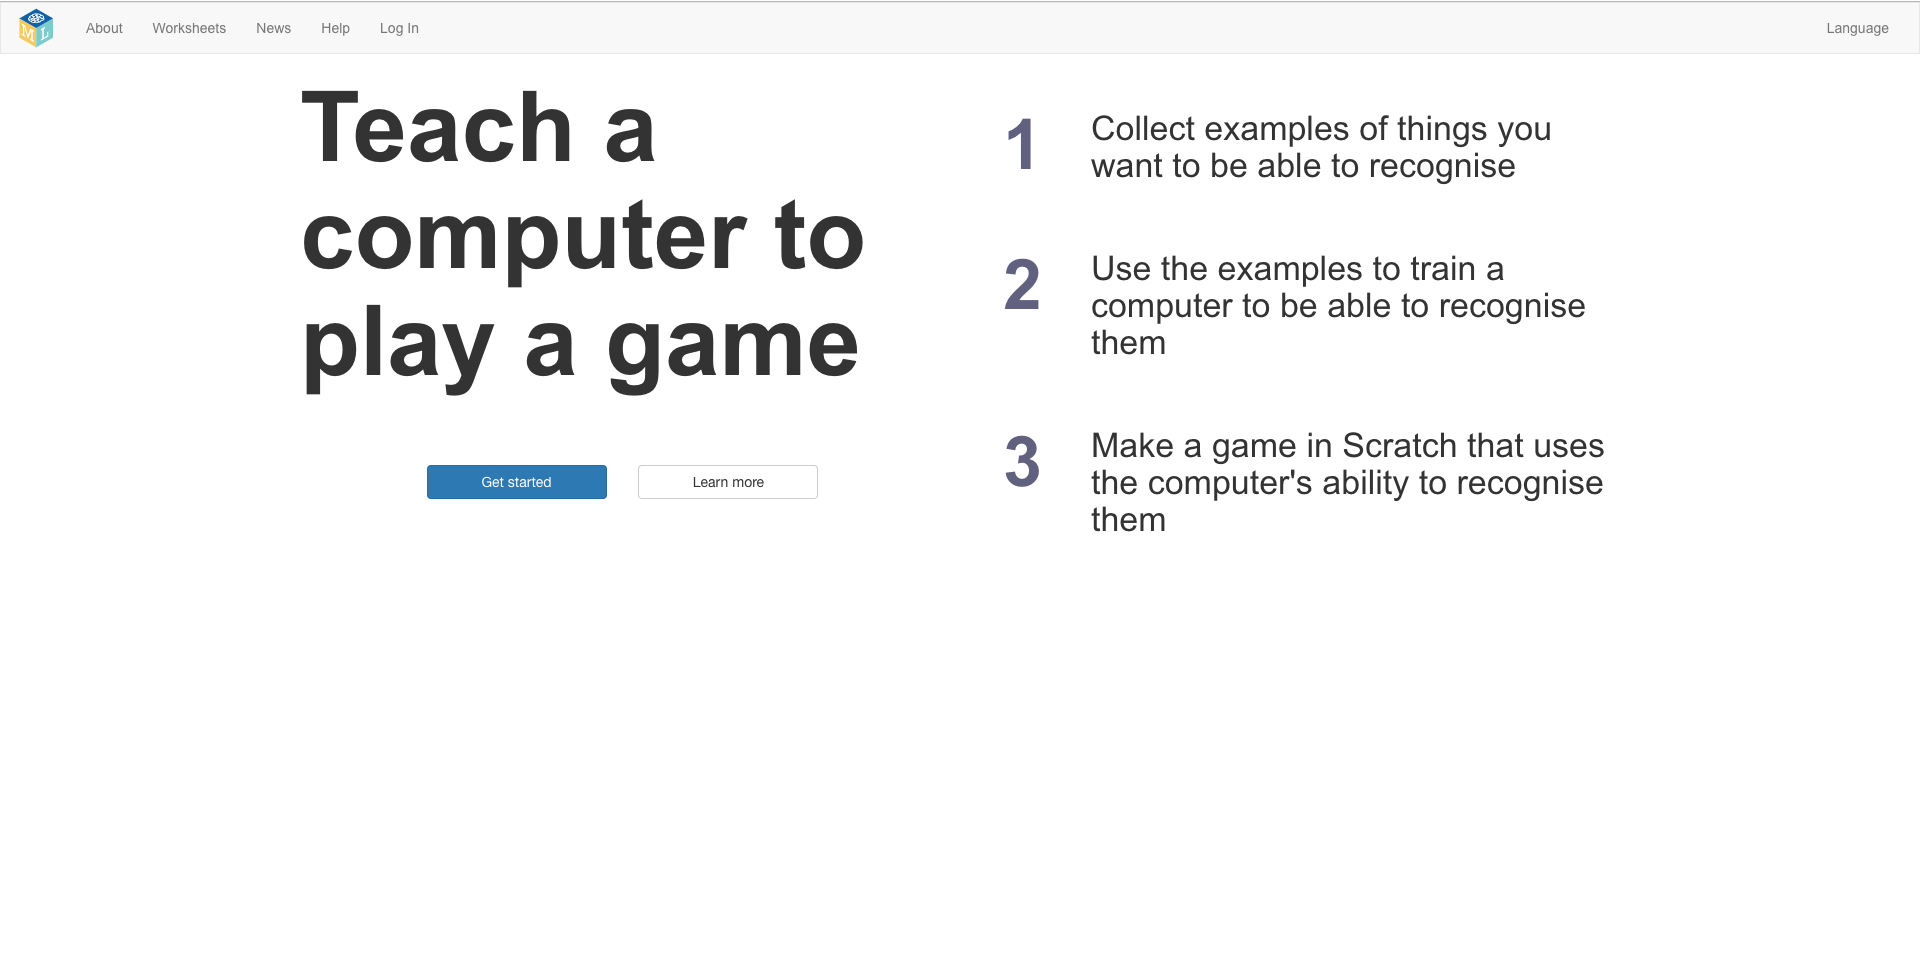 M L
About
Worksheets
News
Help
Log In
Language
Teach a
computer to
play a game
Get started
Learn more
1
Collect examples of things you
want to be able to recognise
2
Use the examples to train a
computer to be able to recognise
them
3
Make a game in Scratch that uses
the computer's ability to recognise
them